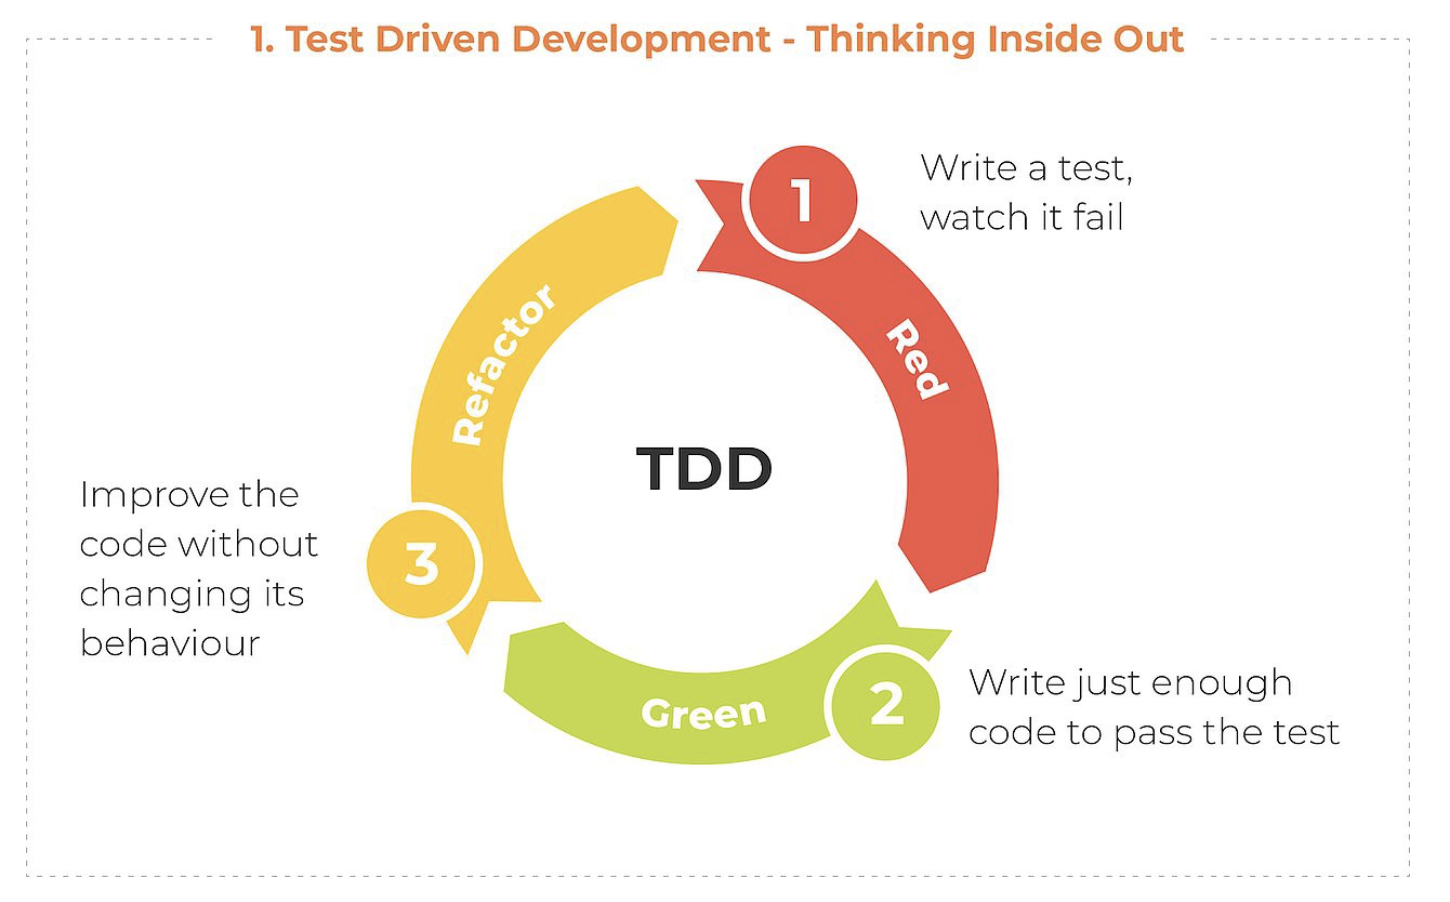 1. Test Driven Development - Thinking Inside Out
1
Write a test,
watch it fail
Red
Refactor
TDD
Improve the
code without
changing its
behaviour
3
2
Green
Write just enough
code to pass the test